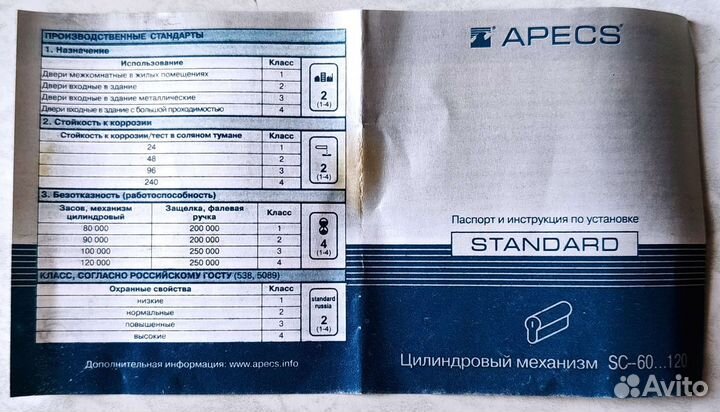 ПРОИЗВОДСТВЕННЫЕ СТАНДАРТЫ
1. Назначение
Использование Класс
Двери межкомнатные в жилых помещениях 1
Двери входные в здание 2
Двери входные в здание металлические 3
Двери входные в здание с большой проходимостью 4
2
(1-4)
2. Стойкость к коррозии
Стойкость к коррозии/тест в соляном тумане Класс
24 1
48 2
96 3
240 4
2
(1-4)
3. Безотказность (работоспособность)
Засов, механизм цилиндровый Защелка, фалевая ручка Класс
80 000 200 000 1
90 000 200 000 2
100 000 250 000 3
120 000 250 000 4
4
(1-4)
КЛАСС, СОГЛАСНО РОССИЙСКОМУ ГОСТУ (538, 5089)
Охранные свойства Класс
низкие 1
нормальные 2
повышенные 3
высокие 4
standard
russia
2
(1-4)
Дополнительная информация: www.apecs.info
APECS®
Паспорт и инструкция по установке
STANDARD
Цилиндровый механизм SC-60...120
Avito